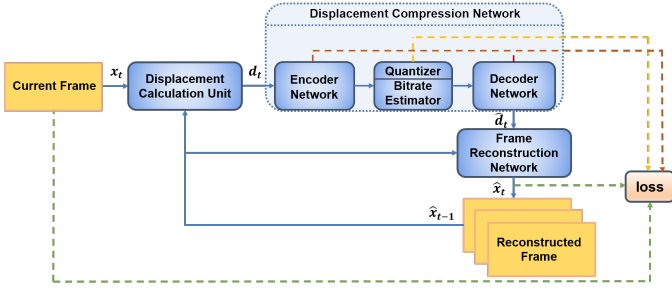 Displacement Compression Network
Current Frame
x_t
Displacement
Calculation Unit
d_t
Encoder
Network
Quantizer
Bitrate
Estimator
Decoder
Network
d̂_t
Frame
Reconstruction
Network
x̂_t
loss
x̂_{t-1}
Reconstructed
Frame